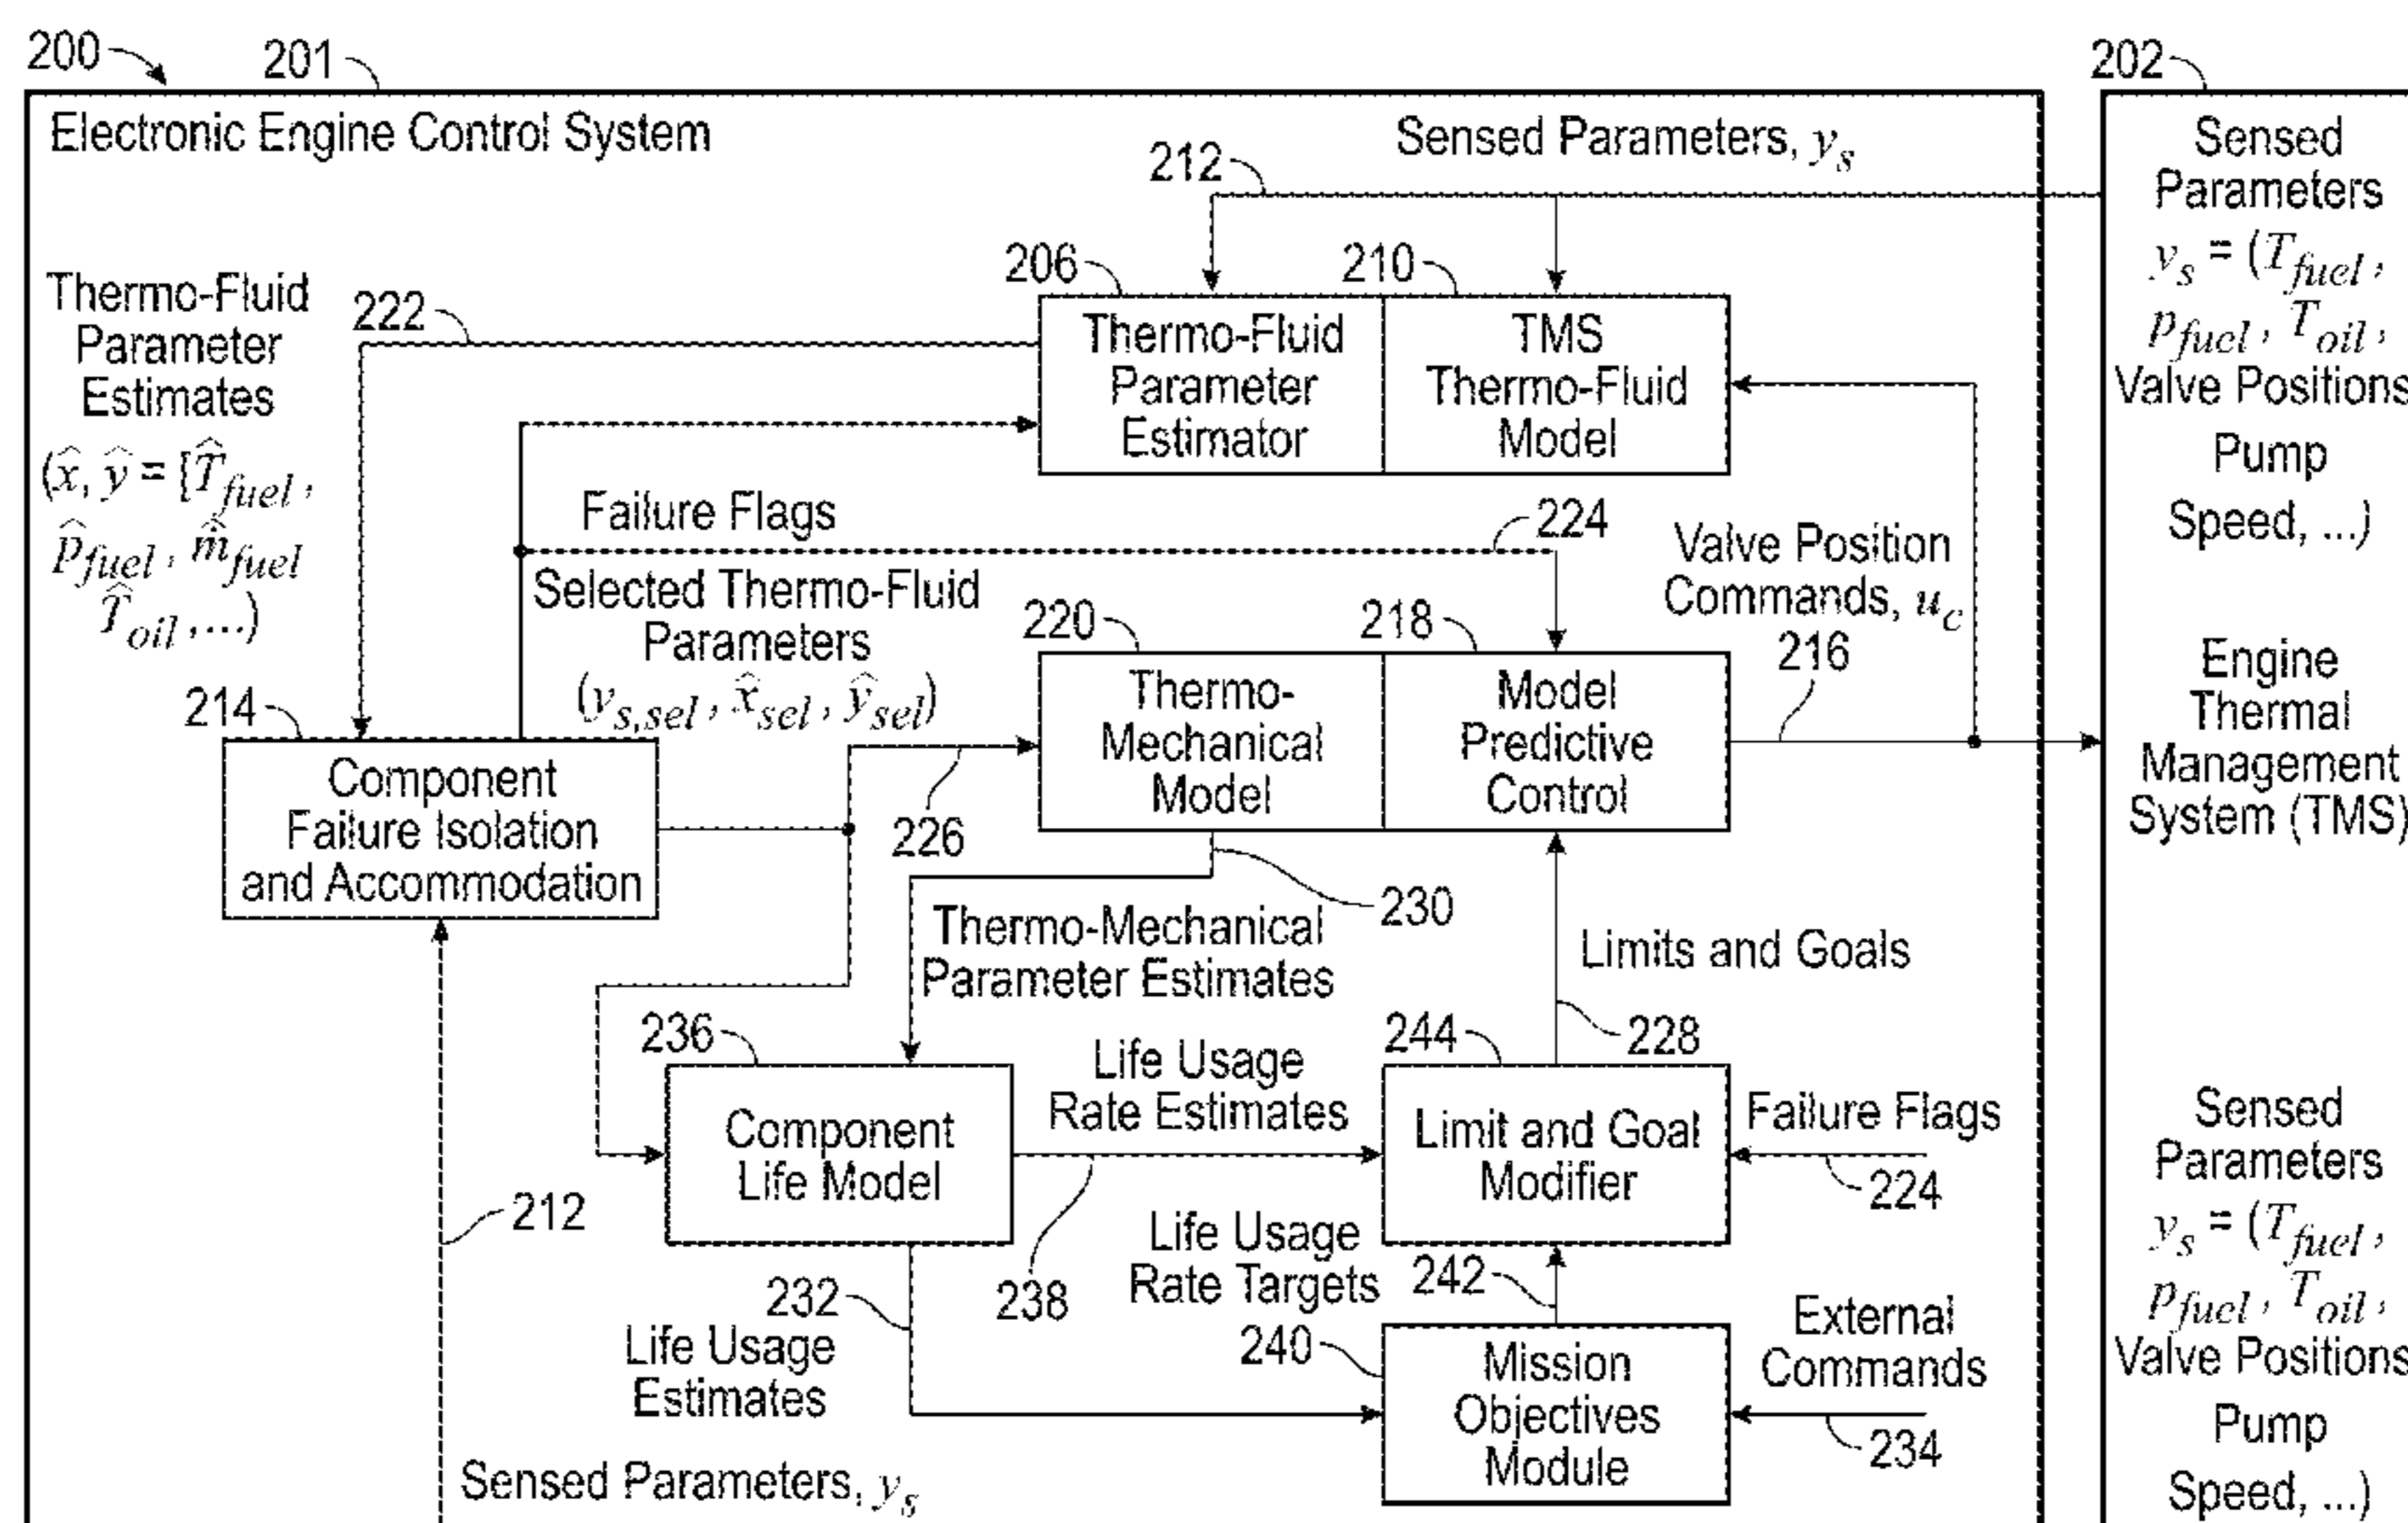 200
201
202
Electronic Engine Control System
Sensed Parameters, y_s
212
Thermo-Fluid
Parameter
Estimates
(x̂, ŷ = [T̂_fuel,
p̂_fuel, ṁ̂_fuel
T̂_oil, ...)
222
206
210
Thermo-Fluid
Parameter
Estimator
TMS
Thermo-Fluid
Model
Failure Flags
224
Selected Thermo-Fluid
Parameters
(y_s,sel, x̂_sel, ŷ_sel)
Valve Position
Commands, u_c
216
214
Component
Failure Isolation
and Accommodation
220
218
Thermo-
Mechanical
Model
Model
Predictive
Control
226
230
Thermo-Mechanical
Parameter Estimates
Limits and Goals
228
236
Component
Life Model
Life Usage
Rate Estimates
238
244
Limit and Goal
Modifier
Failure Flags
224
212
232
Life Usage
Estimates
Life Usage
Rate Targets
242
240
Mission
Objectives
Module
External
Commands
234
Sensed Parameters, y_s
Sensed
Parameters
y_s = (T_fuel,
p_fuel, T_oil,
Valve Positions
Pump
Speed, ...)
Engine
Thermal
Management
System (TMS)
Sensed
Parameters
y_s = (T_fuel,
p_fuel, T_oil,
Valve Positions
Pump
Speed, ...)